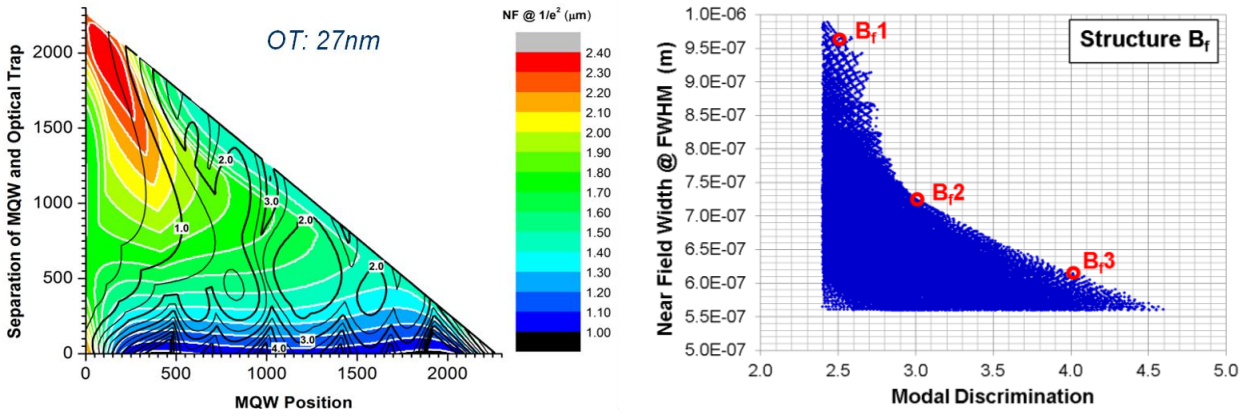 OT: 27nm
NF @ 1/e² (μm)
2.40
2.30
2.20
2.10
2.00
1.90
1.80
1.70
1.60
1.50
1.40
1.30
1.20
1.10
1.00
Separation of MQW and Optical Trap
2000
1500
1000
500
0
2.0
3.0
1.0
2.0
2.0
3.0
4.0
0
500
1000
1500
2000
MQW Position
Structure Bf
Near Field Width @ FWHM (m)
1.0E-06
9.5E-07
9.0E-07
8.5E-07
8.0E-07
7.5E-07
7.0E-07
6.5E-07
6.0E-07
5.5E-07
5.0E-07
Bf1
Bf2
Bf3
2.0
2.5
3.0
3.5
4.0
4.5
5.0
Modal Discrimination